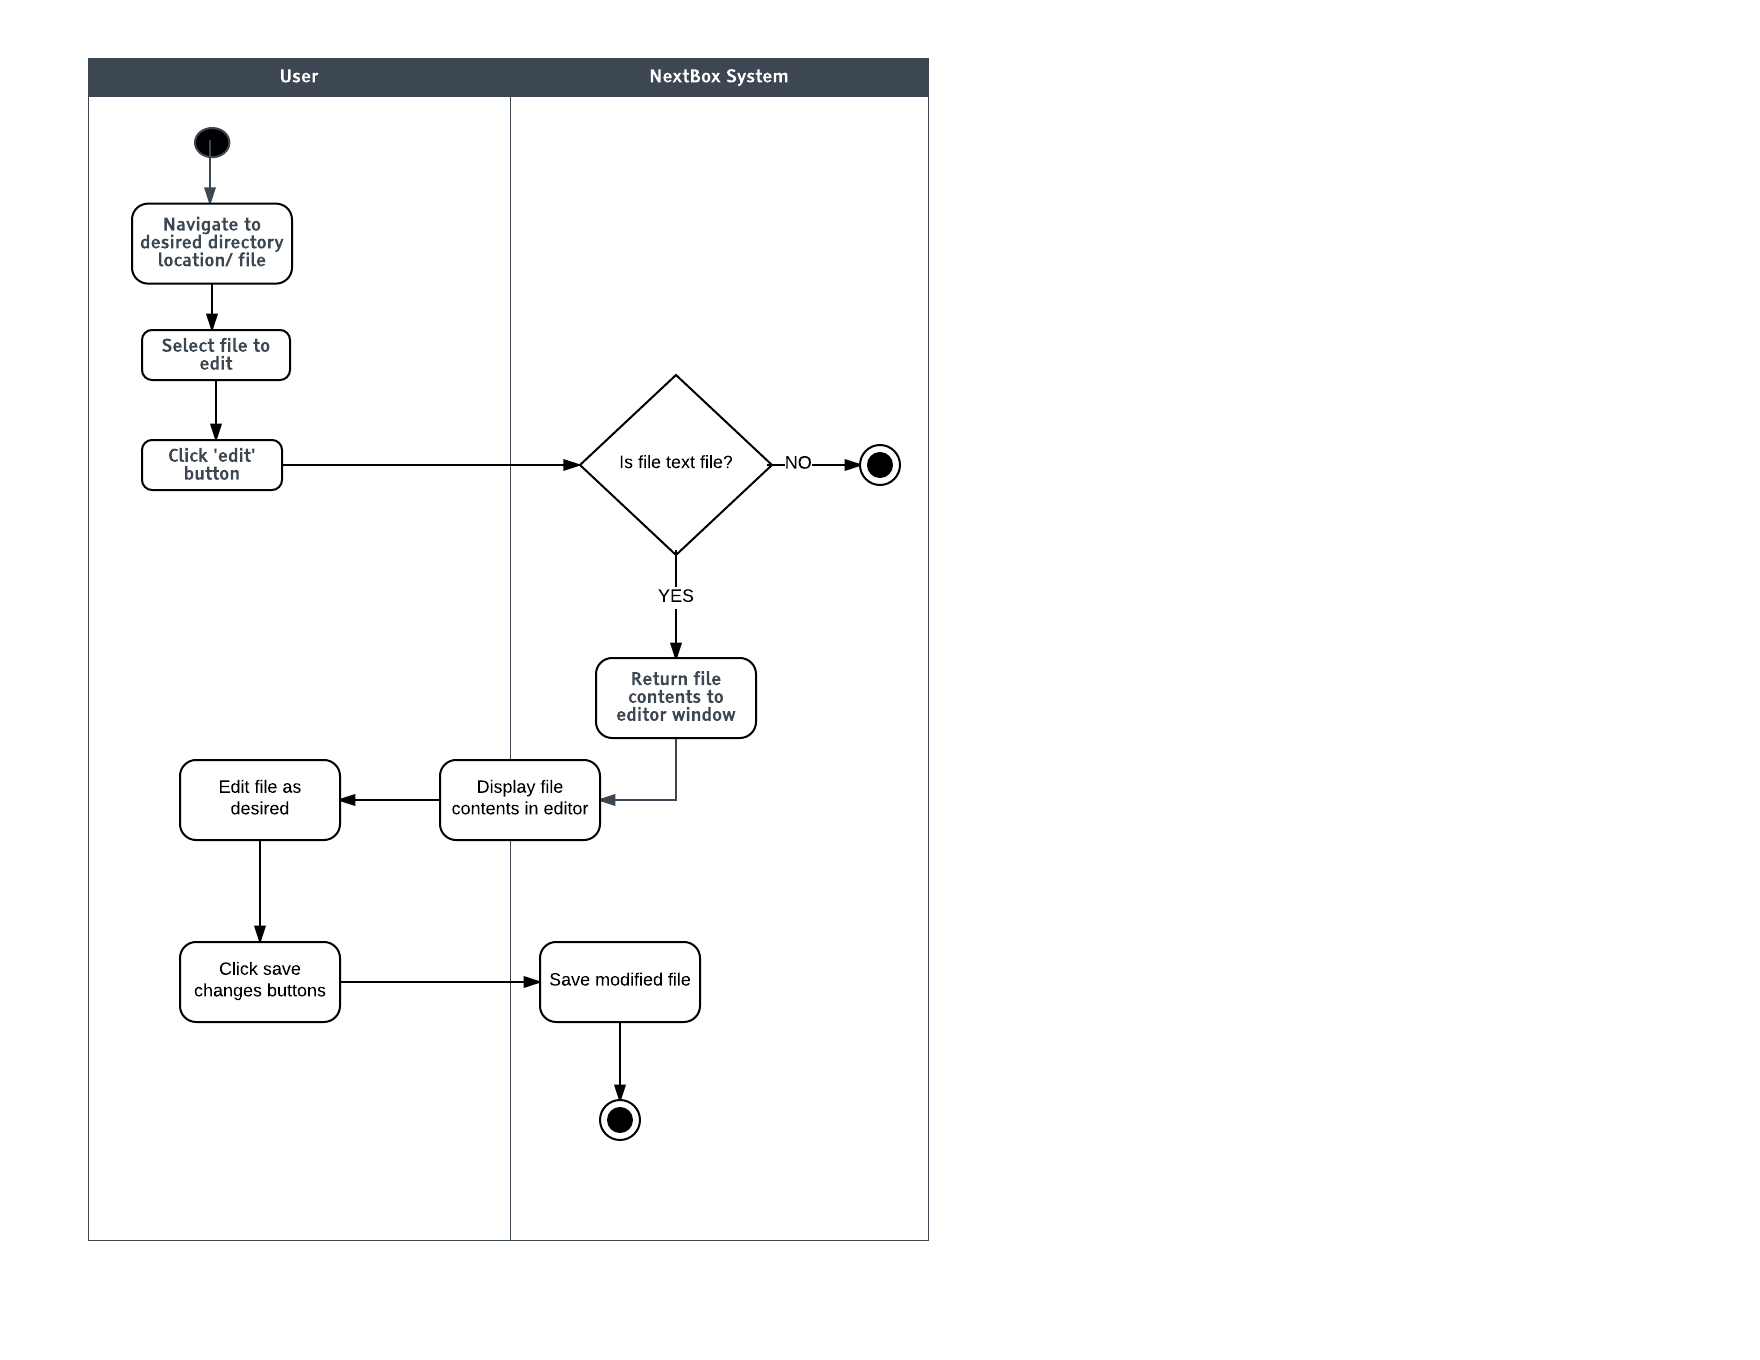 User
NextBox System
Navigate to
desired directory
location/ file
Select file to
edit
Click 'edit'
button
Is file text file?
NO
YES
Return file
contents to
editor window
Edit file as
desired
Display file
contents in editor
Click save
changes buttons
Save modified file